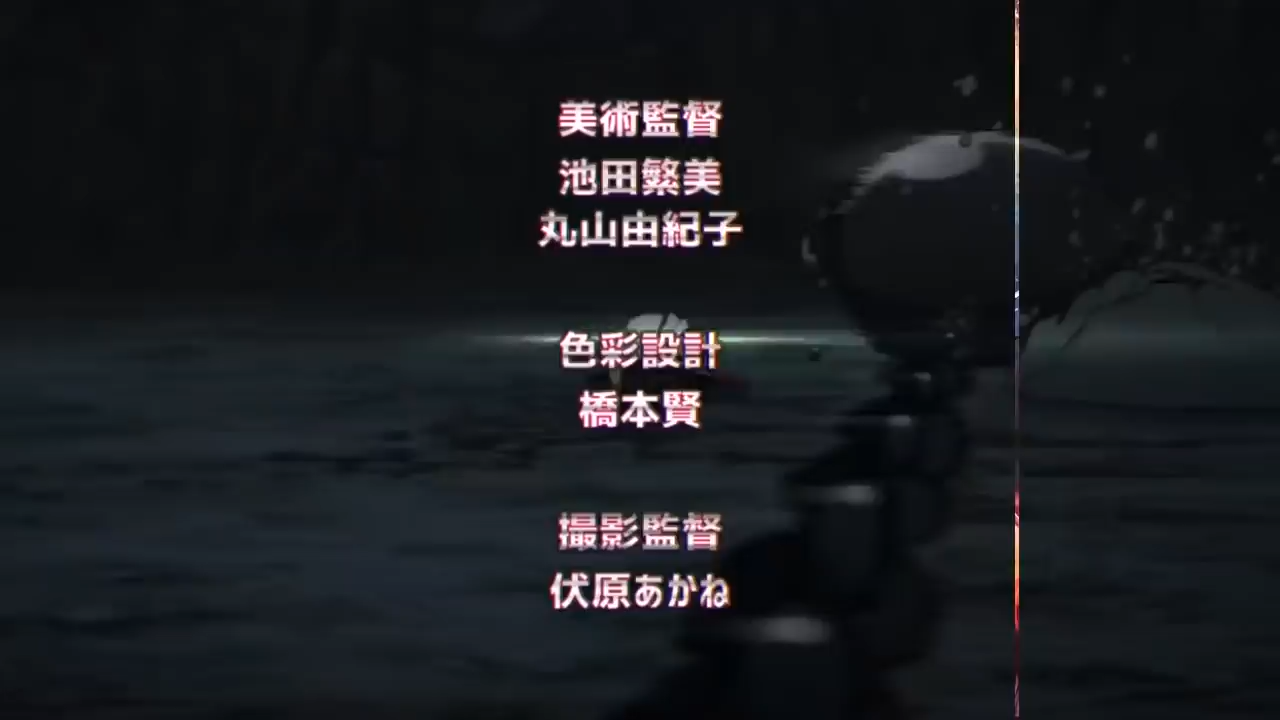 美術監督
池田繁美
丸山由紀子
色彩設計
橋本賢
撮影監督
伏原あかね